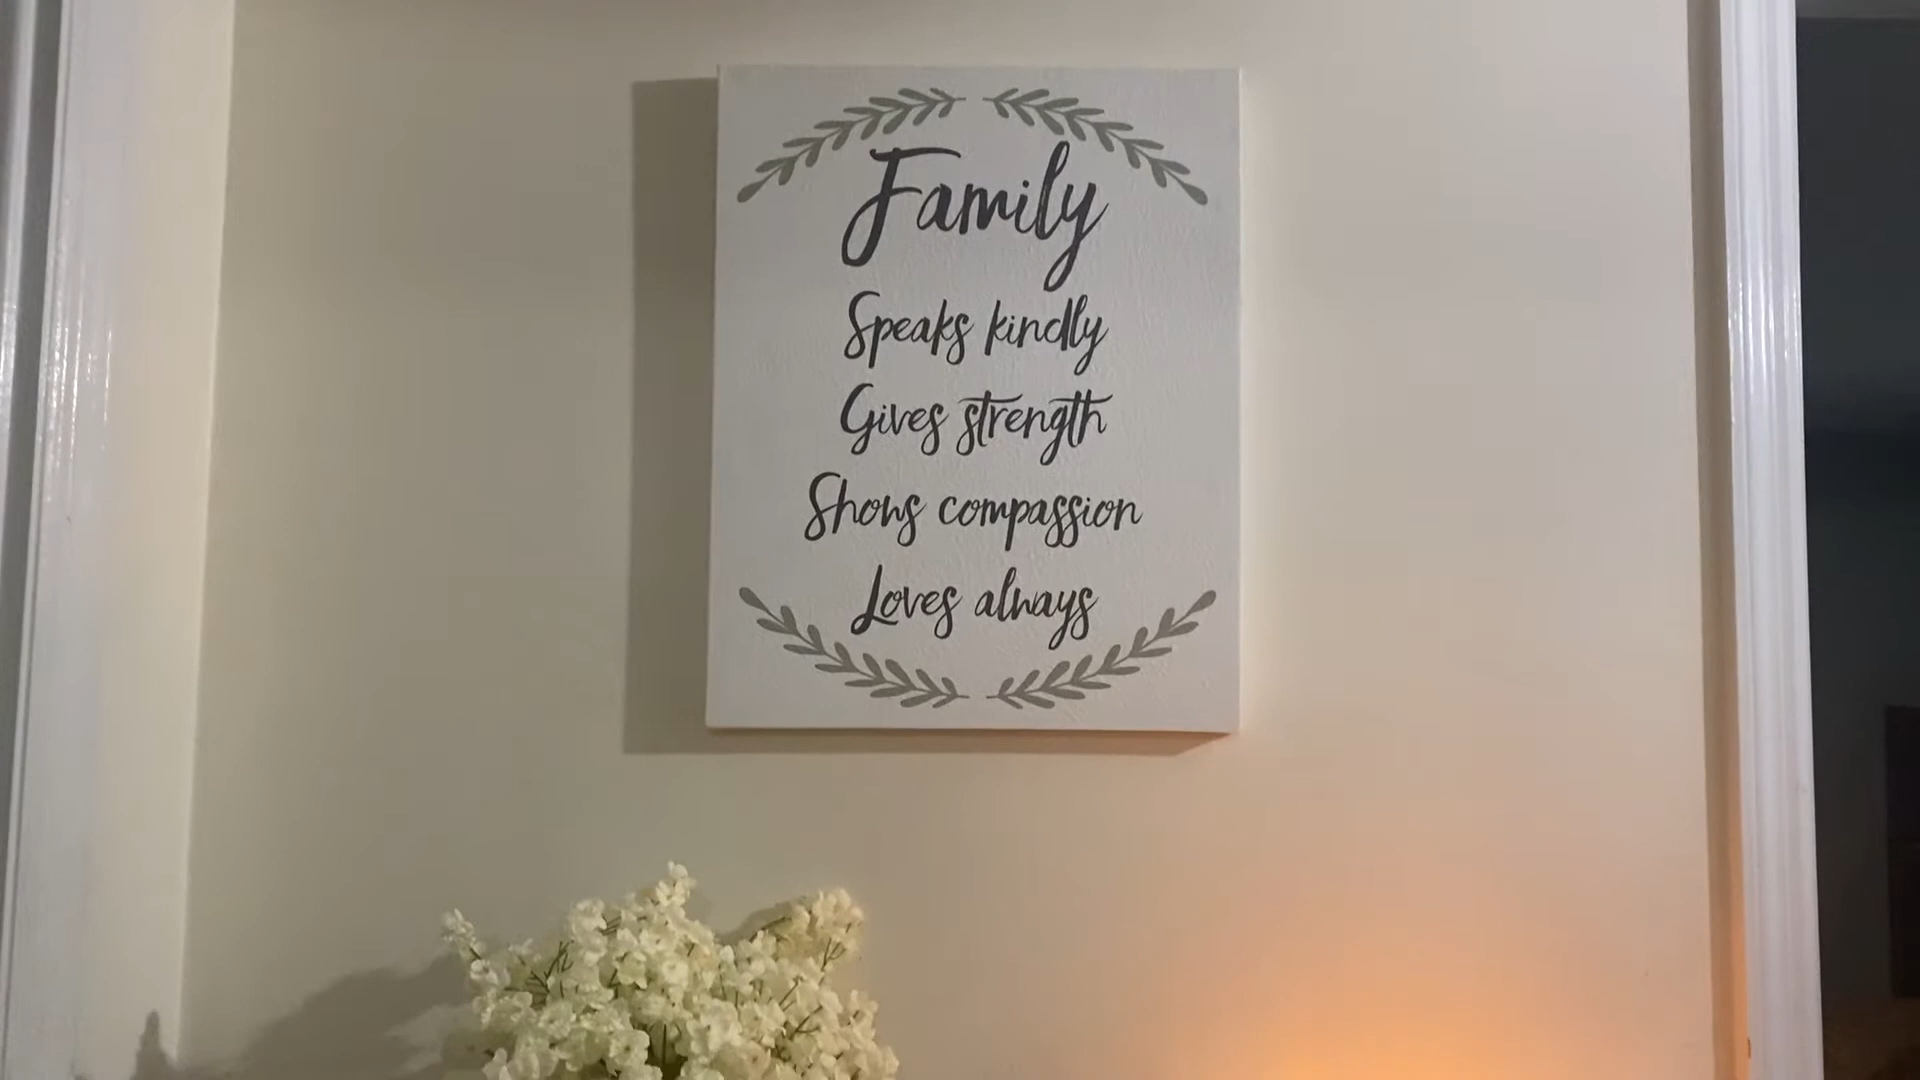 Family
Speaks kindly
Gives strength
Shows compassion
Loves always